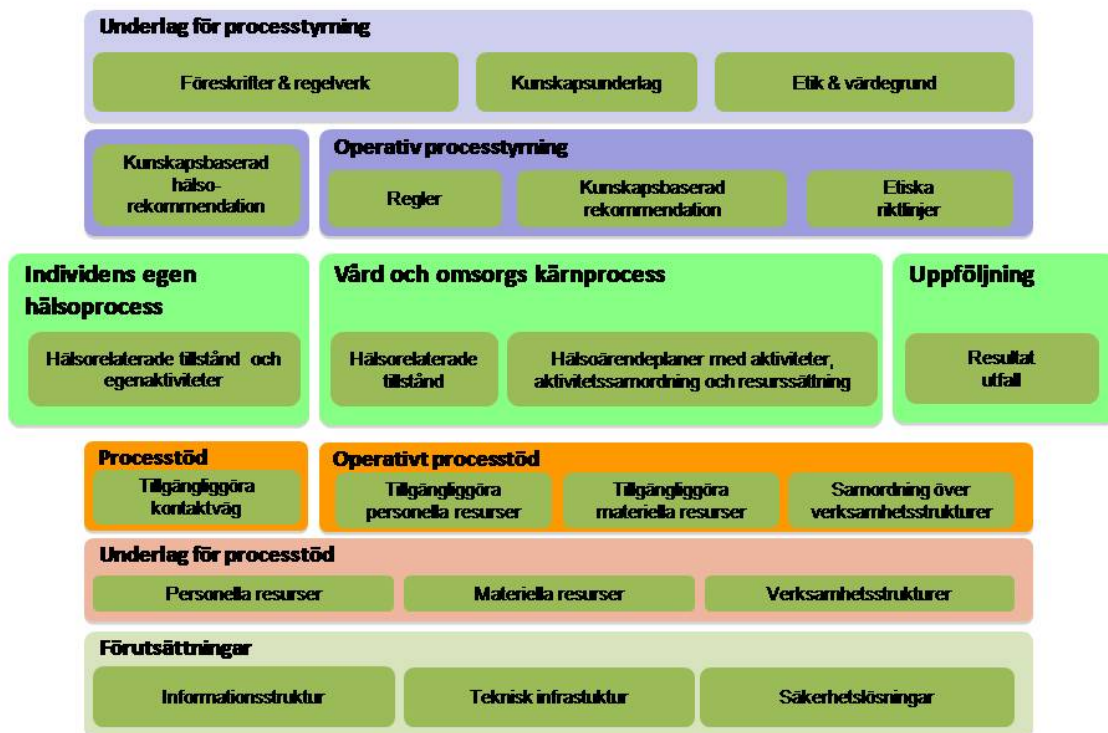 Underlag för processtyrning
Föreskrifter & regelverk
Kunskapsunderlag
Etik & värdegrund
Kunskapsbaserad
hälso-
rekommendation
Operativ processtyrning
Regler
Kunskapsbaserad
rekommendation
Etiska
riktlinjer
Individens egen
hälsoprocess
Hälsorelaterade tillstånd och
egenaktiviteter
Vård och omsorgs kärnprocess
Hälsorelaterade
tillstånd
Hälsoärendeplaner med aktiviteter,
aktivitetssamordning och resurssättning
Uppföljning
Resultat
utfall
Processtöd
Tillgängliggöra
kontaktväg
Operativt processtöd
Tillgängliggöra
personella resurser
Tillgängliggöra
materiella resurser
Samordning över
verksamhetsstrukturer
Underlag för processtöd
Personella resurser
Materiella resurser
Verksamhetsstrukturer
Förutsättningar
Informationsstruktur
Teknisk infrastuktur
Säkerhetslösningar